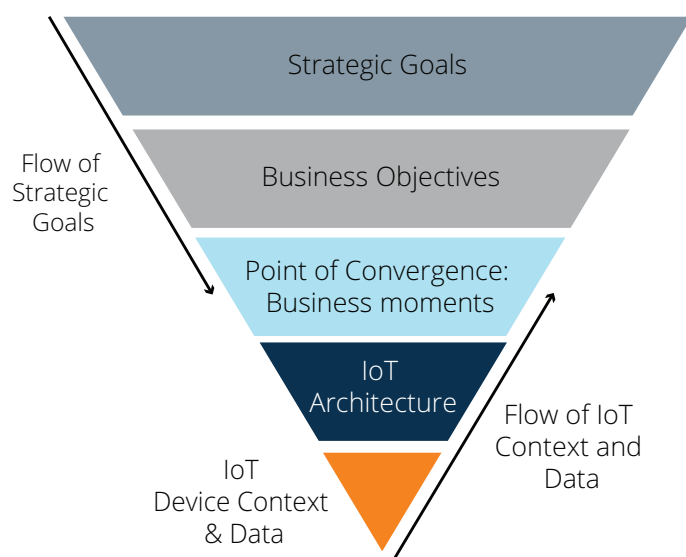 Strategic Goals
Flow of
Strategic
Goals
Business Objectives
Point of Convergence:
Business moments
IoT
Architecture
Flow of IoT
Context and
Data
IoT
Device Context
& Data